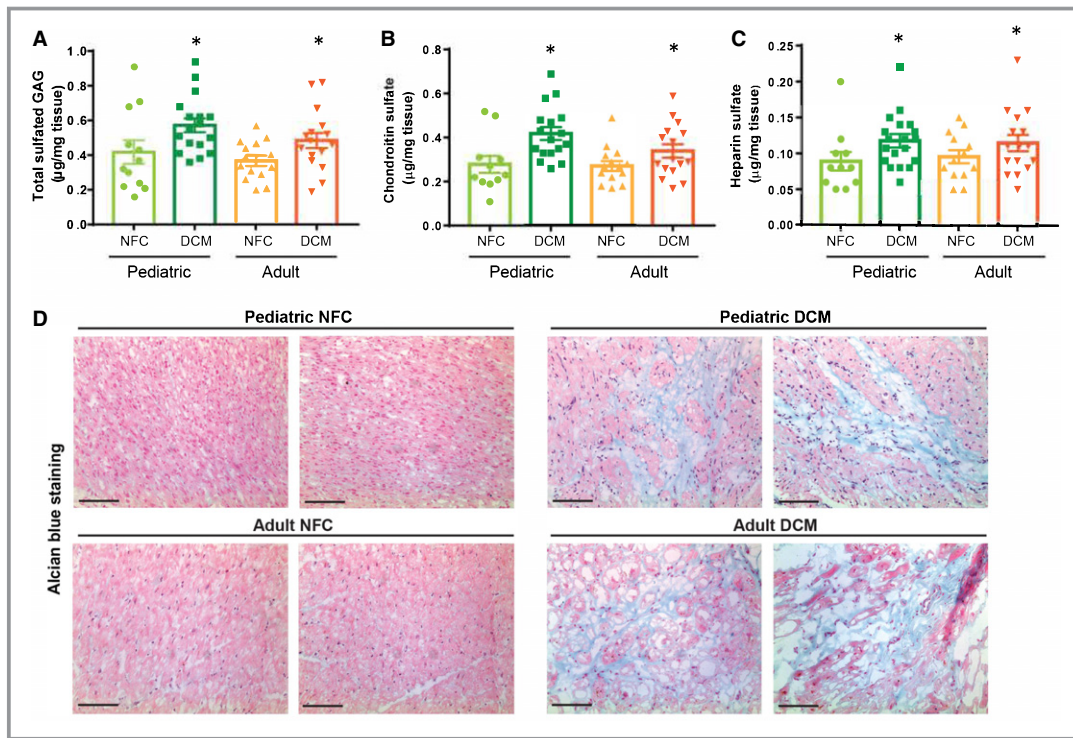 A
Total sulfated GAG
(µg/mg tissue)
1.0
0.8
0.6
0.4
0.2
0.0
*
*
NFC
DCM
NFC
DCM
Pediatric
Adult
B
Chondroitin sulfate
(µg/mg tissue)
0.8
0.6
0.4
0.2
0.0
*
*
NFC
DCM
NFC
DCM
Pediatric
Adult
C
Heparin sulfate
(µg/mg tissue)
0.25
0.20
0.15
0.10
0.05
0.00
*
*
NFC
DCM
NFC
DCM
Pediatric
Adult
D
Alcian blue staining
Pediatric NFC
Pediatric DCM
Adult NFC
Adult DCM